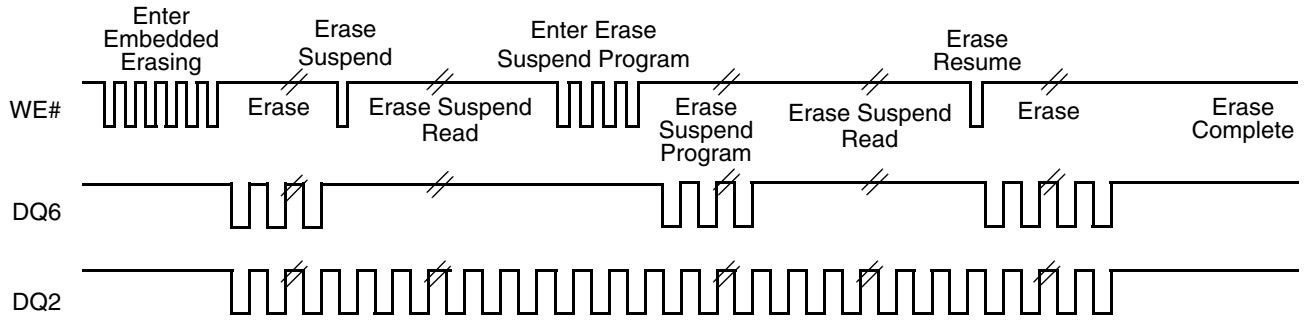 Enter
Embedded
Erasing
Erase
Suspend
Enter Erase
Suspend Program
Erase
Resume
WE#
Erase
Erase Suspend
Read
Erase
Suspend
Program
Erase Suspend
Read
Erase
Erase
Complete
DQ6
DQ2